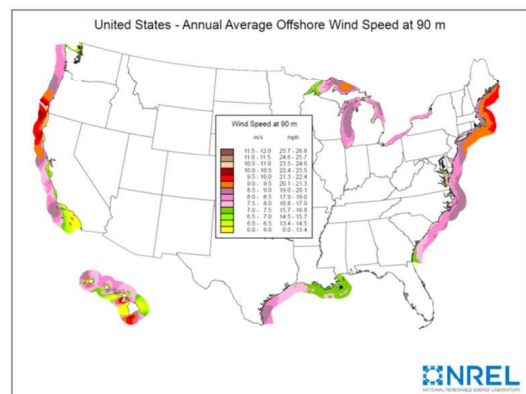 United States - Annual Average Offshore Wind Speed at 90 m
Wind Speed at 90 m
m/s mph
11.5 - 12.0 25.7 - 26.8
11.0 - 11.5 24.6 - 25.7
10.5 - 11.0 23.5 - 24.6
10.0 - 10.5 22.4 - 23.5
9.5 - 10.0 21.3 - 22.4
9.0 - 9.5 20.1 - 21.3
8.5 - 9.0 19.0 - 20.1
8.0 - 8.5 17.9 - 19.0
7.5 - 8.0 16.8 - 17.9
7.0 - 7.5 15.7 - 16.8
6.5 - 7.0 14.5 - 15.7
6.0 - 6.5 13.4 - 14.5
0.0 - 6.0 0.0 - 13.4
NREL
NATIONAL RENEWABLE ENERGY LABORATORY